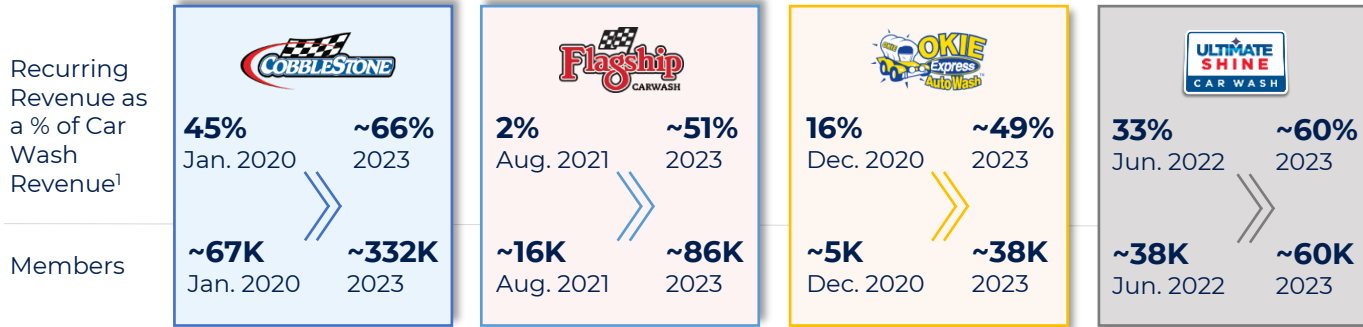 Recurring
Revenue as
a % of Car
Wash
Revenue¹
COBBLESTONE
45% ~66%
Jan. 2020 2023
Flagship
CARWASH
2% ~51%
Aug. 2021 2023
OKIE
OKIE
Express
AutoWash
16% ~49%
Dec. 2020 2023
ULTIMATE
SHINE
CAR WASH
33% ~60%
Jun. 2022 2023
Members
~67K ~332K
Jan. 2020 2023
~16K ~86K
Aug. 2021 2023
~5K ~38K
Dec. 2020 2023
~38K ~60K
Jun. 2022 2023